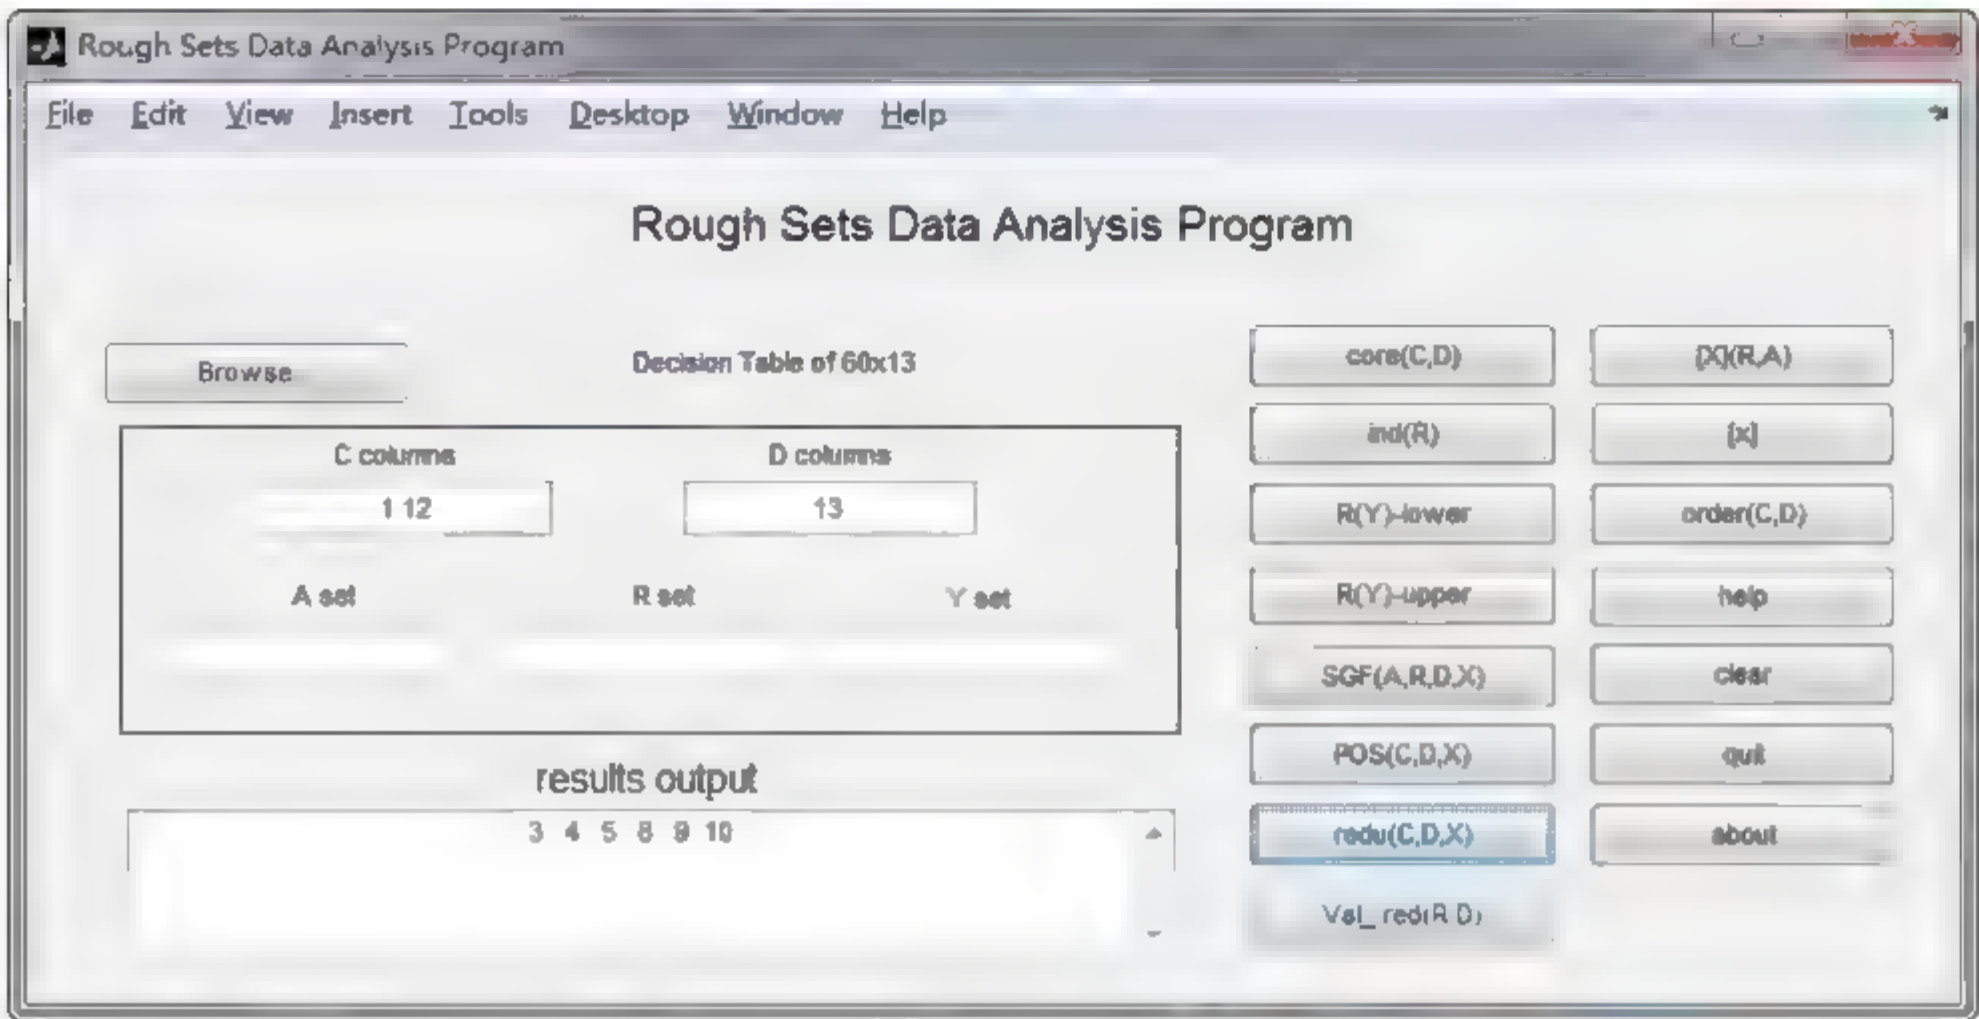 Rough Sets Data Analysis Program
File Edit View Insert Tools Desktop Window Help
Rough Sets Data Analysis Program
Browse
Decision Table of 60x13
C columns D columns
1 12 13
A set R set Y set
results output
3 4 5 8 9 10
core(C,D) [X](R,A)
ind(R) [x]
R(Y)-lower order(C,D)
R(Y)-upper help
SGF(A,R,D,X) clear
POS(C,D,X) quit
redu(C,D,X) about
Val_red(R D)